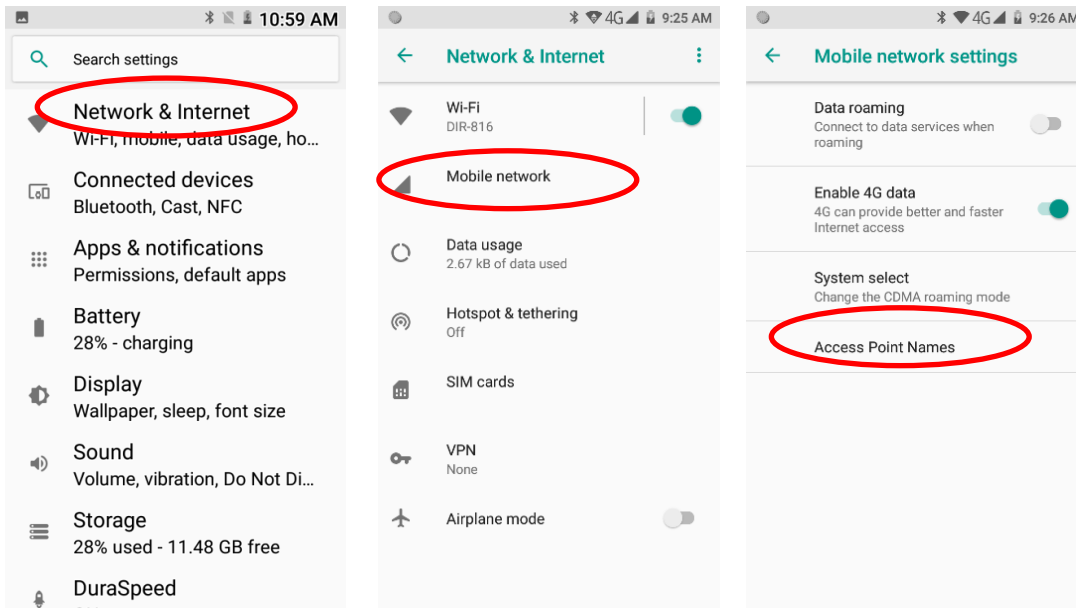 10:59 AM
Search settings
Network & Internet
Wi-Fi, mobile, data usage, ho...
Connected devices
Bluetooth, Cast, NFC
Apps & notifications
Permissions, default apps
Battery
28% - charging
Display
Wallpaper, sleep, font size
Sound
Volume, vibration, Do Not Di...
Storage
28% used - 11.48 GB free
DuraSpeed
4G 9:25 AM
Network & Internet
Wi-Fi
DIR-816
Mobile network
Data usage
2.67 kB of data used
Hotspot & tethering
Off
SIM cards
VPN
None
Airplane mode
4G 9:26 AM
Mobile network settings
Data roaming
Connect to data services when
roaming
Enable 4G data
4G can provide better and faster
Internet access
System select
Change the CDMA roaming mode
Access Point Names